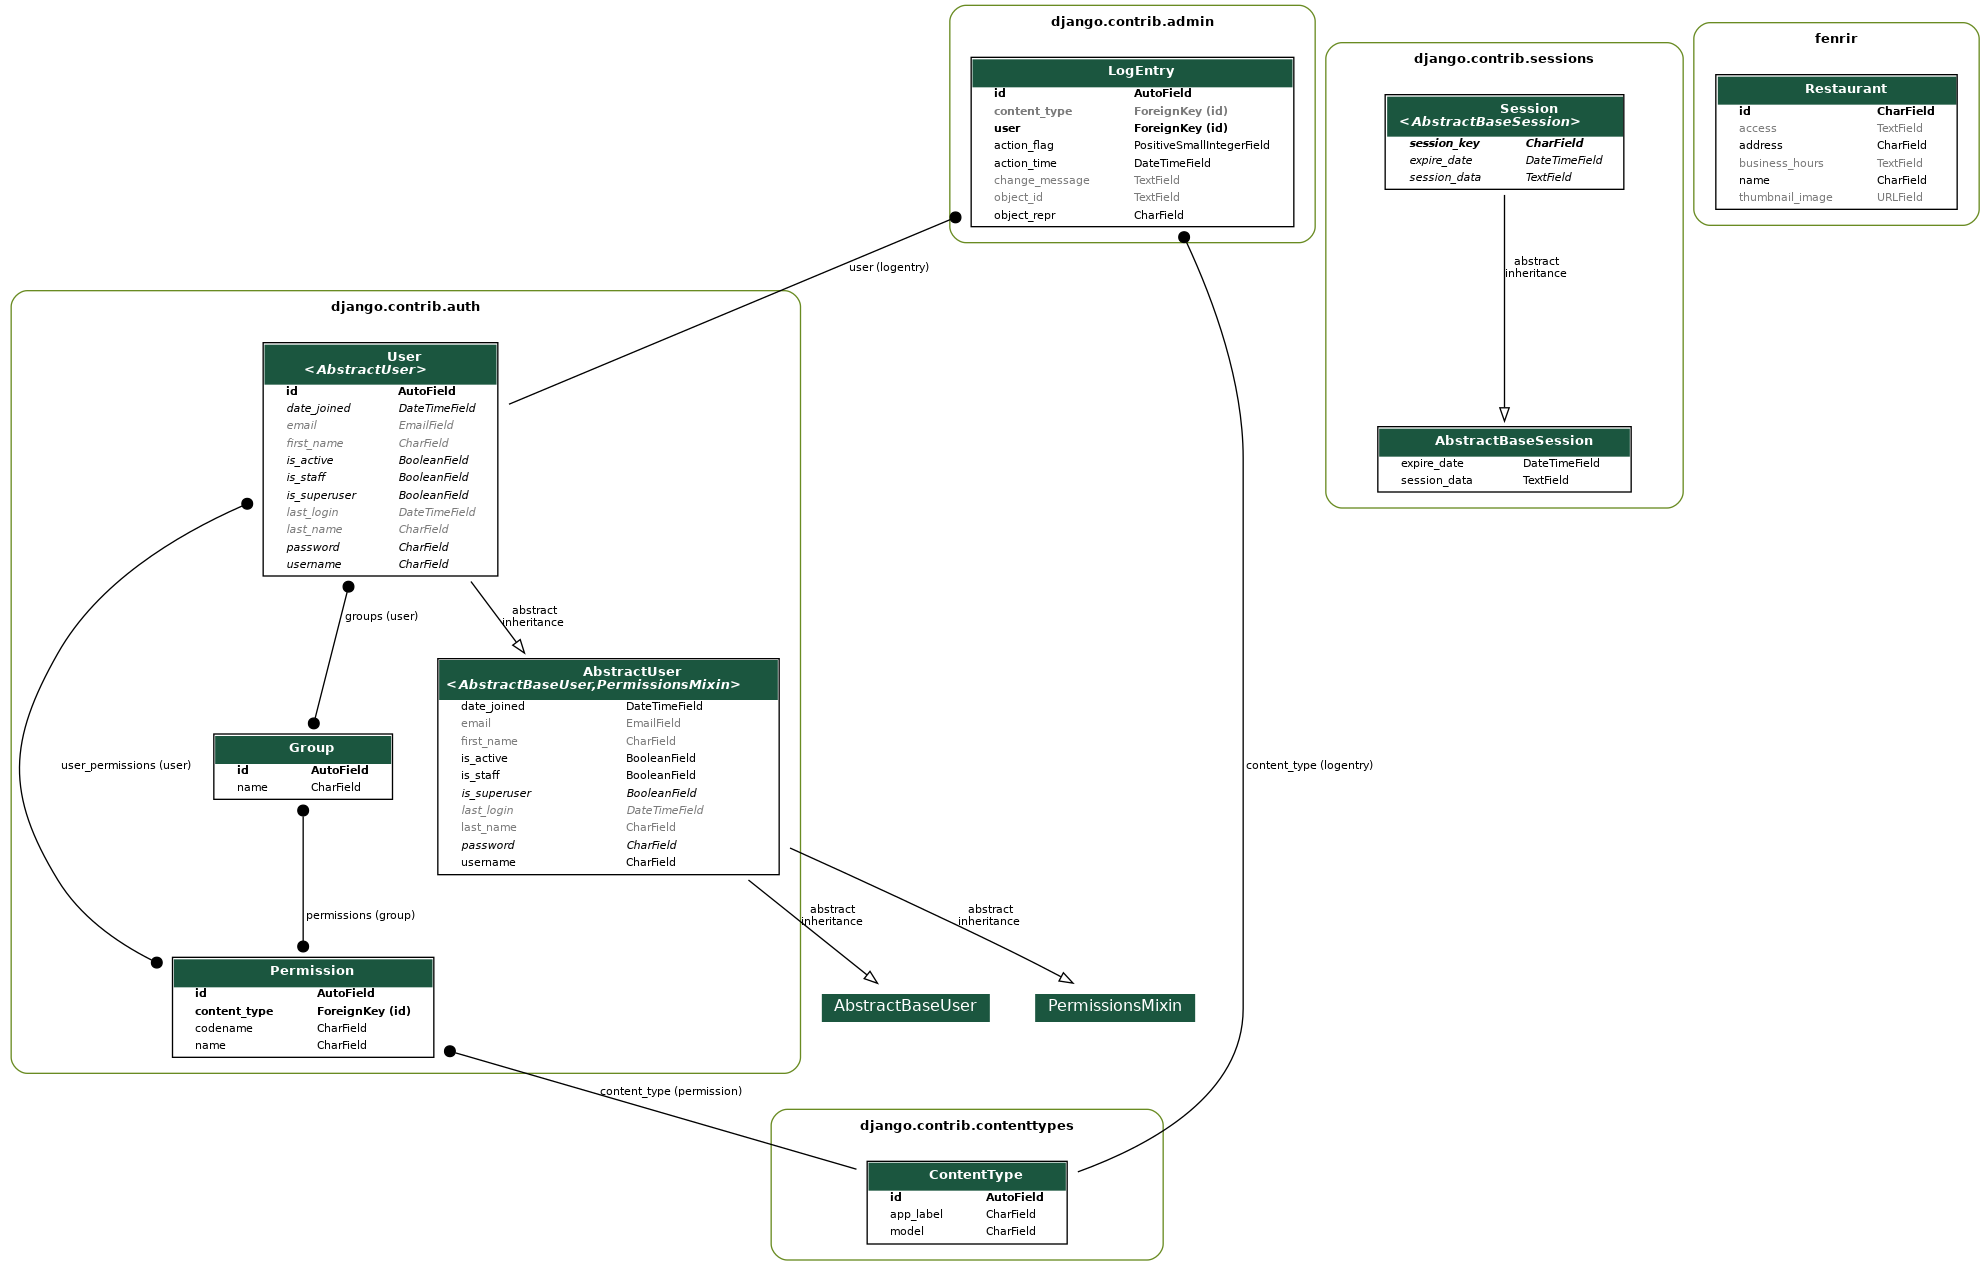 django.contrib.admin
LogEntry
id AutoField
content_type ForeignKey (id)
user ForeignKey (id)
action_flag PositiveSmallIntegerField
action_time DateTimeField
change_message TextField
object_id TextField
object_repr CharField
django.contrib.sessions
Session
<AbstractBaseSession>
session_key CharField
expire_date DateTimeField
session_data TextField
abstract
inheritance
AbstractBaseSession
expire_date DateTimeField
session_data TextField
fenrir
Restaurant
id CharField
access TextField
address CharField
business_hours TextField
name CharField
thumbnail_image URLField
user (logentry)
django.contrib.auth
User
<AbstractUser>
id AutoField
date_joined DateTimeField
email EmailField
first_name CharField
is_active BooleanField
is_staff BooleanField
is_superuser BooleanField
last_login DateTimeField
last_name CharField
password CharField
username CharField
groups (user)
abstract
inheritance
AbstractUser
<AbstractBaseUser,PermissionsMixin>
date_joined DateTimeField
email EmailField
first_name CharField
is_active BooleanField
is_staff BooleanField
is_superuser BooleanField
last_login DateTimeField
last_name CharField
password CharField
username CharField
user_permissions (user)
Group
id AutoField
name CharField
content_type (logentry)
permissions (group)
abstract
inheritance
abstract
inheritance
Permission
id AutoField
content_type ForeignKey (id)
codename CharField
name CharField
AbstractBaseUser
PermissionsMixin
content_type (permission)
django.contrib.contenttypes
ContentType
id AutoField
app_label CharField
model CharField